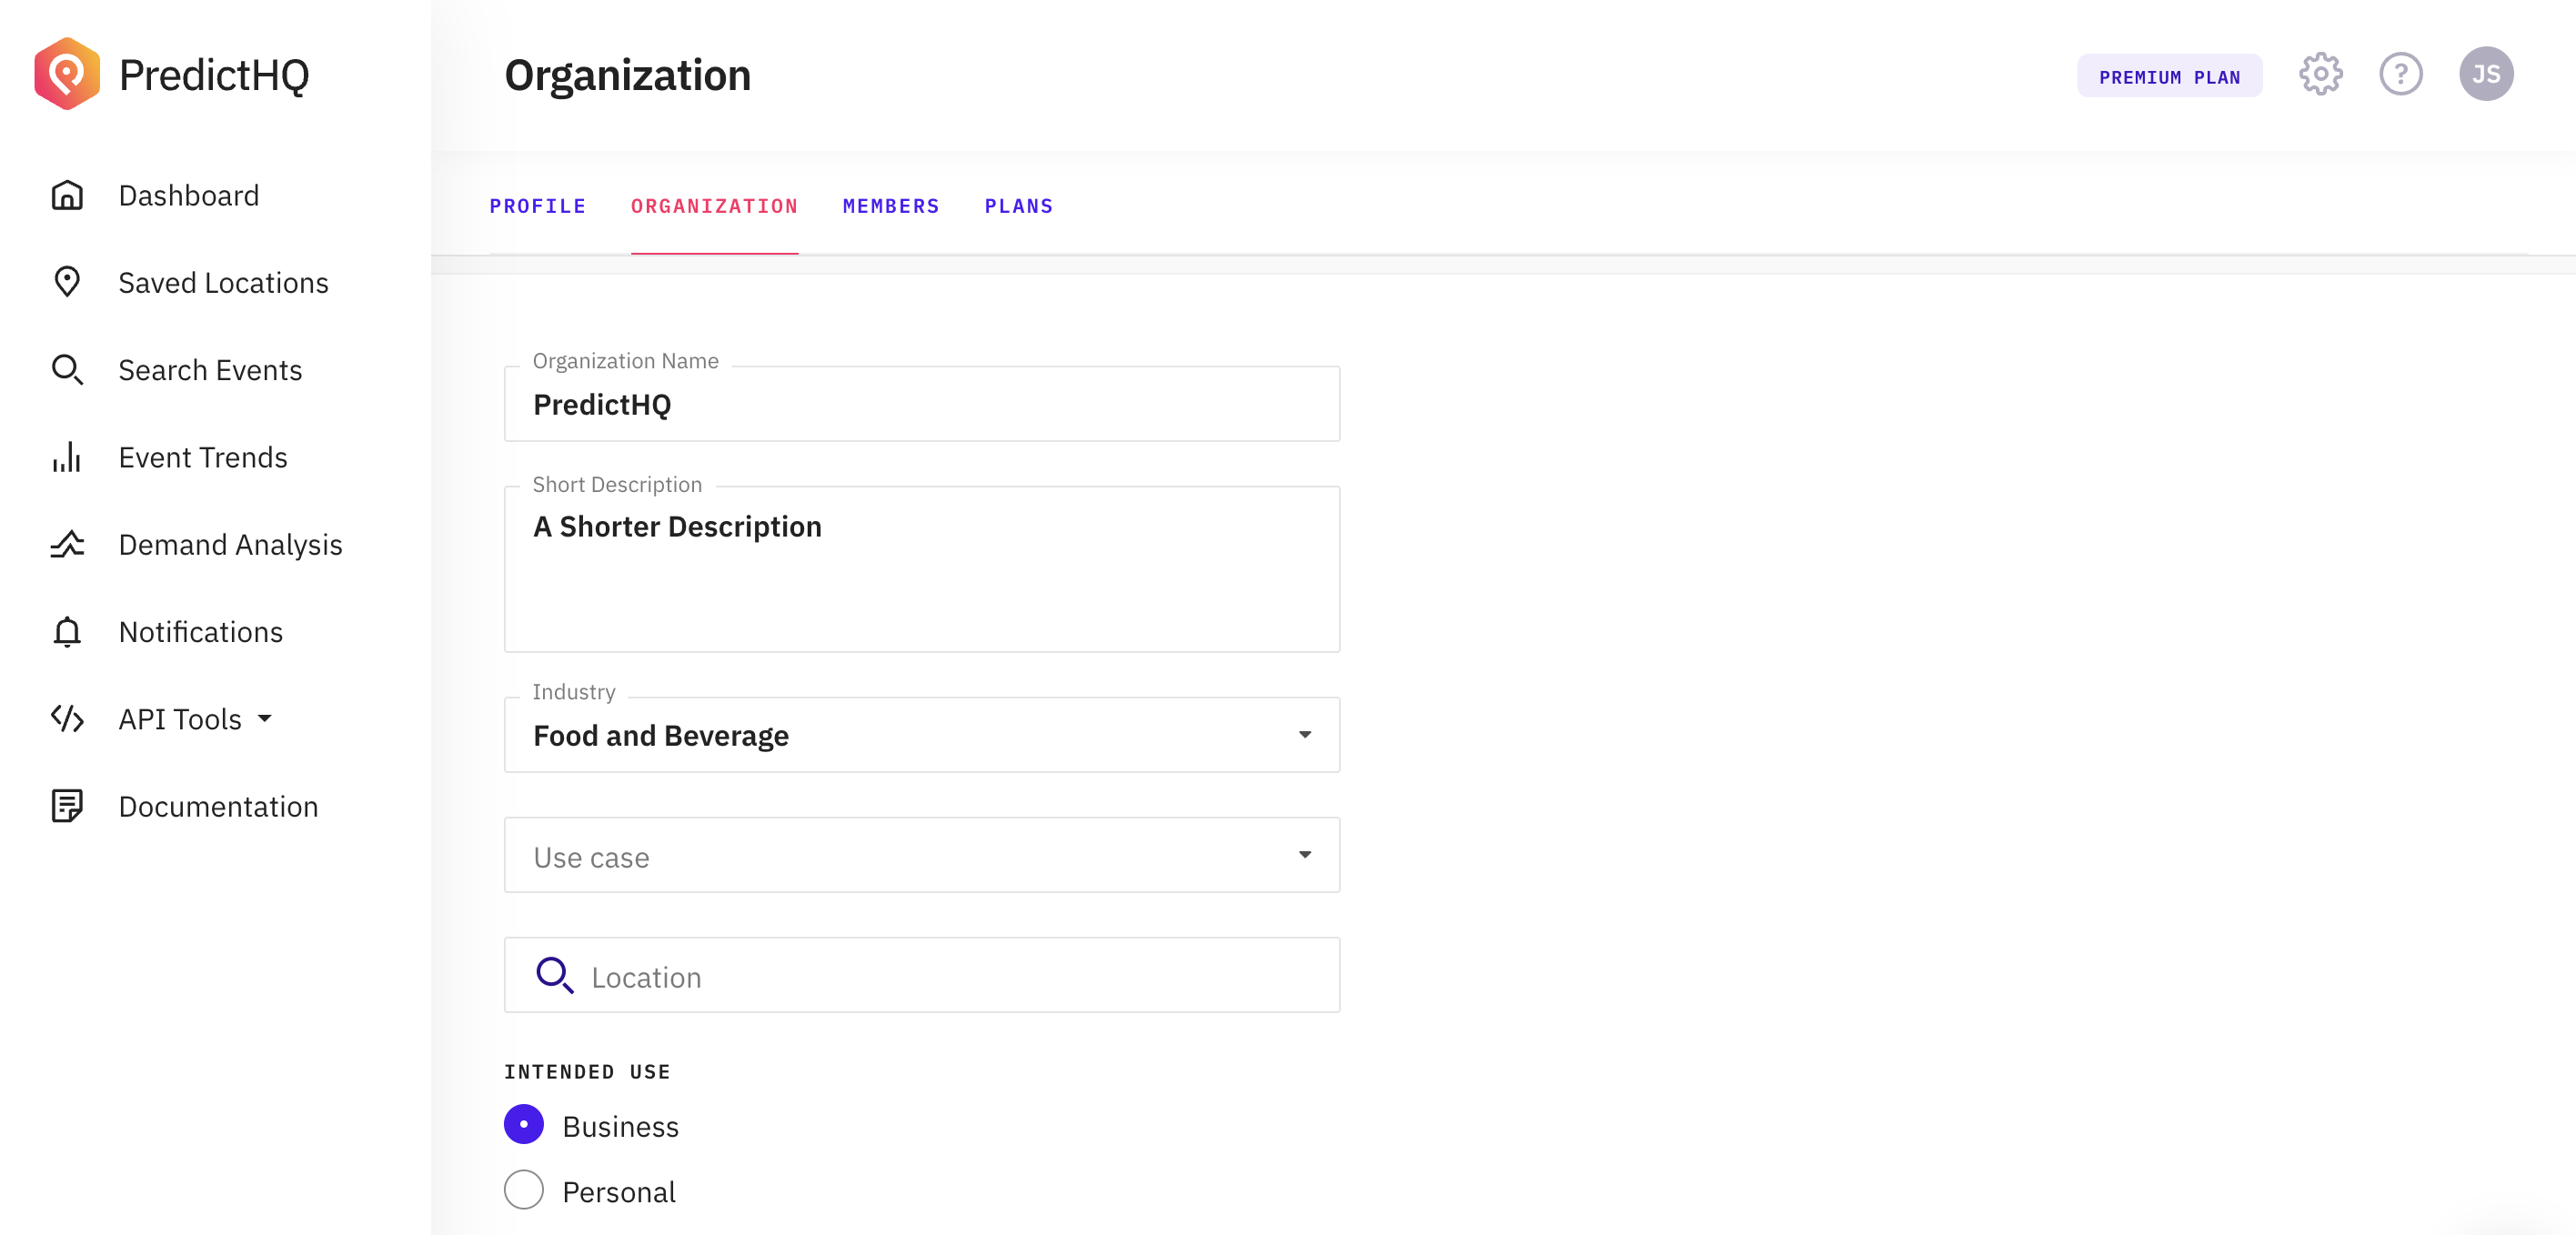 PredictHQ
Dashboard
Saved Locations
Search Events
Event Trends
Demand Analysis
Notifications
API Tools
Documentation
Organization
PREMIUM PLAN
?
JS
PROFILE ORGANIZATION MEMBERS PLANS
Organization Name
PredictHQ
Short Description
A Shorter Description
Industry
Food and Beverage
Use case
Location
INTENDED USE
Business
Personal